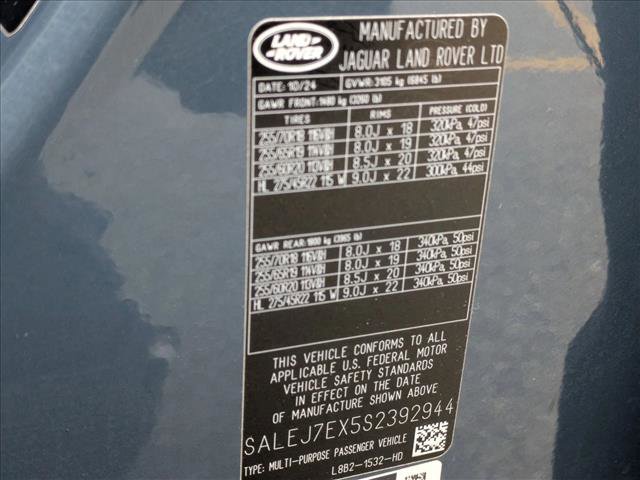 LAND ROVER
MANUFACTURED BY
JAGUAR LAND ROVER LTD
DATE: 10/24 GVWR: 3105 kg (6845 lb)
GAWR FRONT: 1480 kg (3260 lb)
TIRES RIMS PRESSURE (COLD)
255/70R18 116V&H 8.0J x 18 320kPa, 47psi
255/65R19 114V&H 8.0J x 19 320kPa, 47psi
255/60R20 110V&H 8.5J x 20 320kPa, 47psi
HL 275/45R22 115 W 9.0J x 22 300kPa, 44psi
GAWR REAR: 1800 kg (3965 lb)
255/70R18 116V&H 8.0J x 18 340kPa, 50psi
255/65R19 114V&H 8.0J x 19 340kPa, 50psi
255/60R20 110V&H 8.5J x 20 340kPa, 50psi
HL 275/45R22 115 W 9.0J x 22 340kPa, 50psi
THIS VEHICLE CONFORMS TO ALL
APPLICABLE U.S. FEDERAL MOTOR
VEHICLE SAFETY STANDARDS
IN EFFECT ON THE DATE
OF MANUFACTURE SHOWN ABOVE
SALEJ7EX5S2392944
TYPE: MULTI-PURPOSE PASSENGER VEHICLE
L8B2-1532-HD